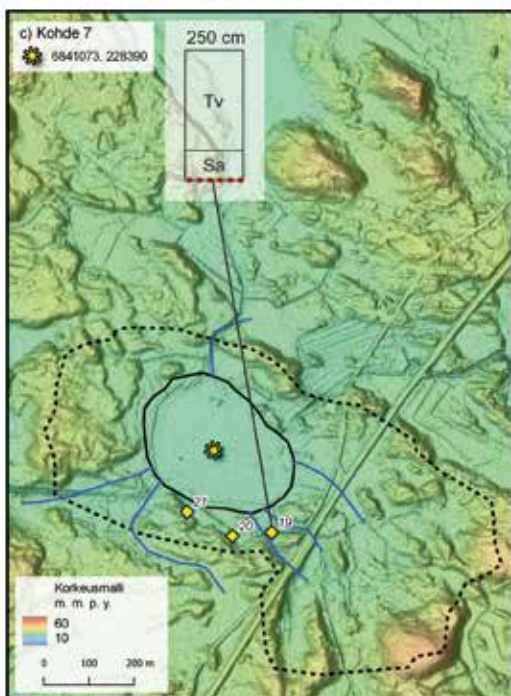 c) Kohde 7
6841073, 228390
250 cm
Tv
Sa
21
20
19
Korkeusmalli
m. m. p. y.
60
10
0 100 200 m